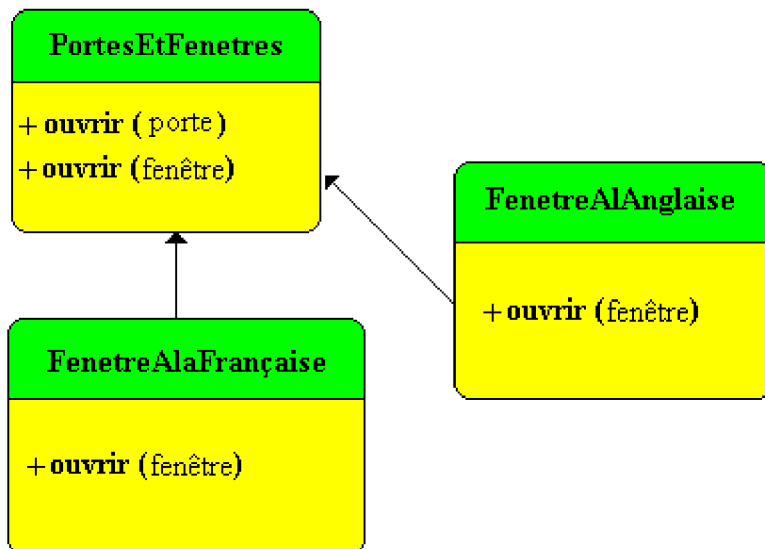 PortesEtFenetres
+ ouvrir ( porte )
+ ouvrir (fenêtre)
FenetreAlAnglaise
+ ouvrir (fenêtre)
FenetreAlaFrançaise
+ ouvrir (fenêtre)